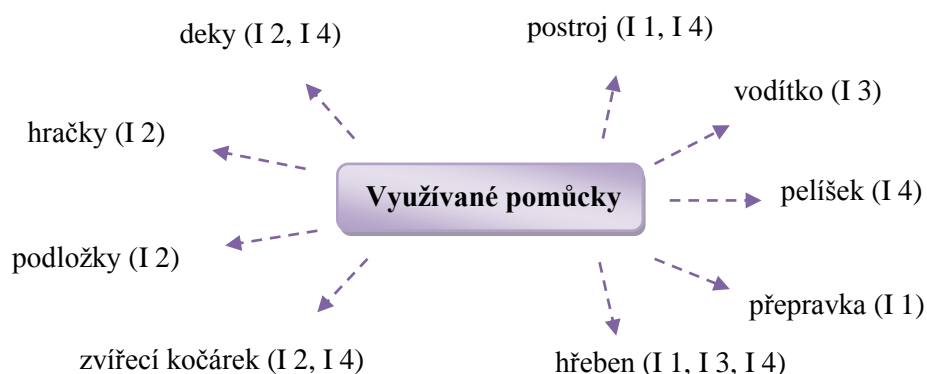 deky (I 2, I 4)
postroj (I 1, I 4)
vodítko (I 3)
hračky (I 2)
Využívané pomůcky
pelíšek (I 4)
podložky (I 2)
přepravka (I 1)
zvířecí kočárek (I 2, I 4)
hřeben (I 1, I 3, I 4)